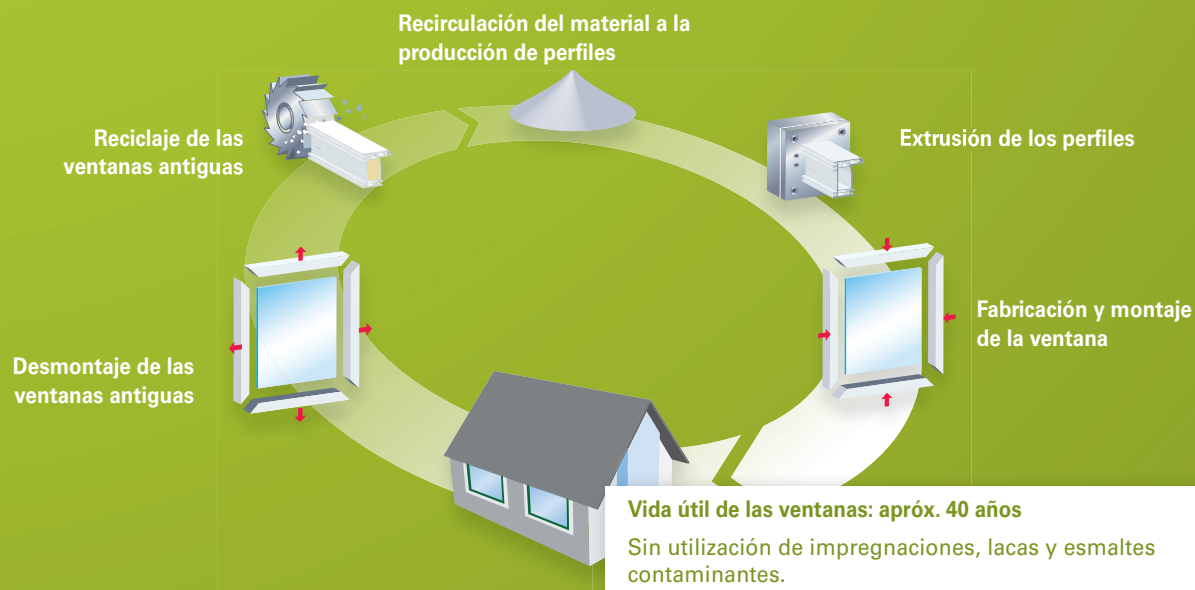 Recirculación del material a la
producción de perfiles
Reciclaje de las
ventanas antiguas
Extrusión de los perfiles
Fabricación y montaje
de la ventana
Desmontaje de las
ventanas antiguas
Vida útil de las ventanas: apróx. 40 años
Sin utilización de impregnaciones, lacas y esmaltes
contaminantes.